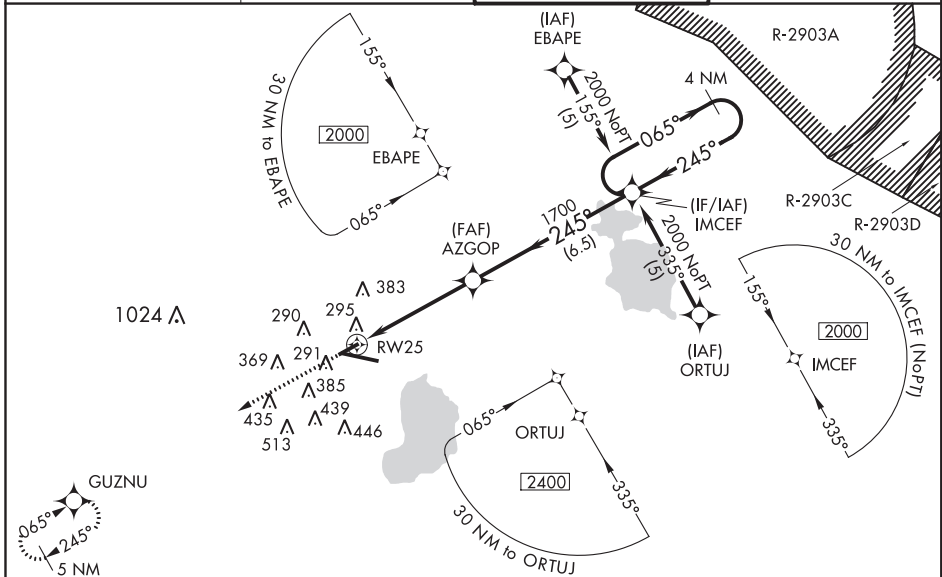 (IAF)
EBAPE
R-2903A
155°
30 NM to EBAPE
2000
EBAPE
065°
2000 NoPT
155°
(5)
4 NM
065°
245°
(IF/IAF)
IMCEF
R-2903C
R-2903D
1700
245°
(6.5)
(FAF)
AZGOP
2000 NoPT
335°
(5)
(IAF)
ORTUJ
30 NM to IMCEF (NoPT)
155°
2000
IMCEF
335°
383
1024
290
295
RW25
369
291
385
435
439
513
446
065°
ORTUJ
2400
335°
30 NM to ORTUJ
GUZNU
065°
245°
5 NM